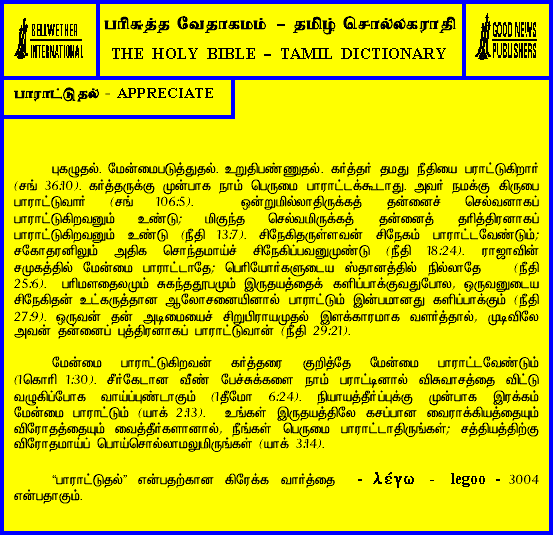 BELLWETHER
INTERNATIONAL
பரிசுத்த வேதாகமம் – தமிழ் சொல்லகராதி
THE HOLY BIBLE – TAMIL DICTIONARY
GOOD NEWS
PUBLISHERS
பாராட்டுதல் - APPRECIATE
புகழுதல். மேன்மைபடுத்துதல். உறுதிபண்ணுதல். கர்த்தர் தமது நீதியை பராட்டுகிறார்
(சங் 36:10). கர்த்தருக்கு முன்பாக நாம் பெருமை பாராட்டக்கூடாது. அவர் நமக்கு கிருபை
பாராட்டுவார் (சங் 106:5). ஒன்றுமில்லாதிருக்கத் தன்னைச் செல்வனாகப்
பாராட்டுகிறவனும் உண்டு; மிகுந்த செல்வமிருக்கத் தன்னைத் தரித்திரனாகப்
பாராட்டுகிறவனும் உண்டு (நீதி 13:7). சிநேகிதருள்ளவன் சிநேகம் பாராட்டவேண்டும்;
சகோதரனிலும் அதிக சொந்தமாய்ச் சிநேகிப்பவனுமுண்டு (நீதி 18:24). ராஜாவின்
சமுகத்தில் மேன்மை பாராட்டாதே; பெரியோர்களுடைய ஸ்தானத்தில் நில்லாதே (நீதி
25:6). பரிமளதைலமும் சுகந்ததூபமும் இருதயத்தைக் களிப்பாக்குவதுபோல, ஒருவனுடைய
சிநேகிதன் உட்கருத்தான ஆலோசனையினால் பாராட்டும் இன்பமானது களிப்பாக்கும் (நீதி
27:9). ஒருவன் தன் அடிமையைச் சிறுபிராயமுதல் இளக்காரமாக வளர்த்தால், முடிவிலே
அவன் தன்னைப் புத்திரனாகப் பாராட்டுவான் (நீதி 29:21).
மேன்மை பாராட்டுகிறவன் கர்த்தரை குறித்தே மேன்மை பாராட்டவேண்டும்
(1கொரி 1:30). சீர்கேடான வீண் பேச்சுக்களை நாம் பராட்டினால் விசுவாசத்தை விட்டு
வழுகிப்போக வாய்ப்புண்டாகும் (1தீமோ 6:24). நியாயத்தீர்ப்புக்கு முன்பாக இரக்கம்
மேன்மை பாராட்டும் (யாக் 2:13). உங்கள் இருதயத்திலே கசப்பான வைராக்கியத்தையும்
விரோதத்தையும் வைத்தீர்களானால், நீங்கள் பெருமை பாராட்டாதிருங்கள்; சத்தியத்திற்கு
விரோதமாய்ப் பொய்சொல்லாமலுமிருங்கள் (யாக் 3:14).
“பாராட்டுதல்” என்பதற்கான கிரேக்க வார்த்தை - λέγω - legoo - 3004
என்பதாகும்.